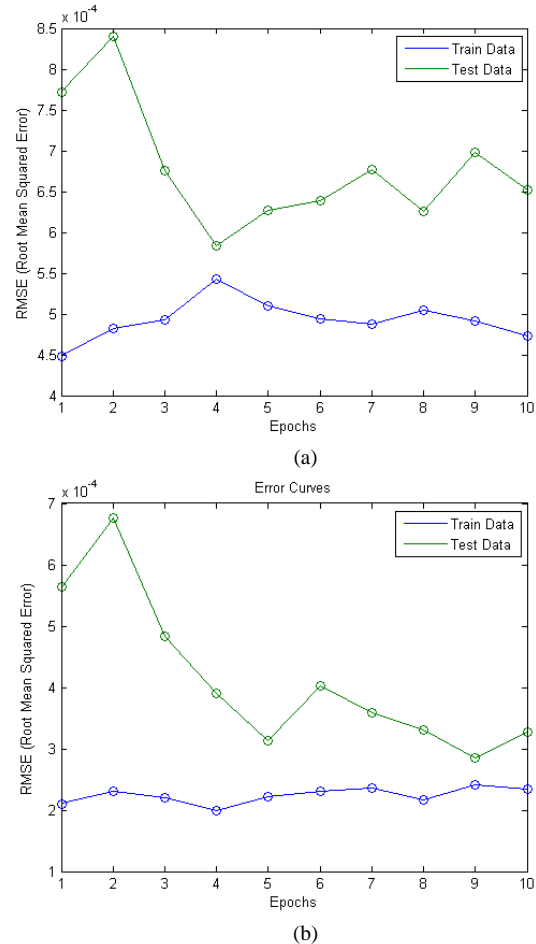 x 10^-4
8.5
8
7.5
7
6.5
6
5.5
5
4.5
4
RMSE (Root Mean Squared Error)
Train Data
Test Data
1 2 3 4 5 6 7 8 9 10
Epochs
(a)
Error Curves
x 10^-4
7
6
5
4
3
2
1
RMSE (Root Mean Squared Error)
Train Data
Test Data
1 2 3 4 5 6 7 8 9 10
Epochs
(b)